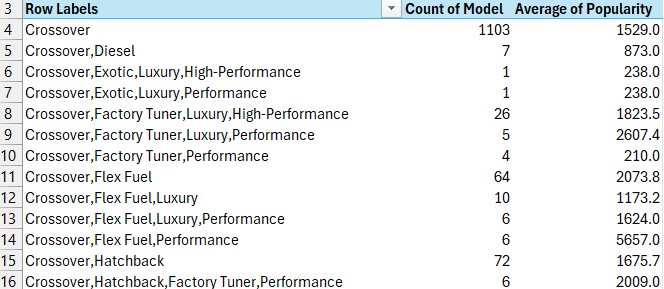 3 Row Labels Count of Model Average of Popularity
4 Crossover 1103 1529.0
5 Crossover,Diesel 7 873.0
6 Crossover,Exotic,Luxury,High-Performance 1 238.0
7 Crossover,Exotic,Luxury,Performance 1 238.0
8 Crossover,Factory Tuner,Luxury,High-Performance 26 1823.5
9 Crossover,Factory Tuner,Luxury,Performance 5 2607.4
10 Crossover,Factory Tuner,Performance 4 210.0
11 Crossover,Flex Fuel 64 2073.8
12 Crossover,Flex Fuel,Luxury 10 1173.2
13 Crossover,Flex Fuel,Luxury,Performance 6 1624.0
14 Crossover,Flex Fuel,Performance 6 5657.0
15 Crossover,Hatchback 72 1675.7
16 Crossover,Hatchback,Factory Tuner,Performance 6 2009.0